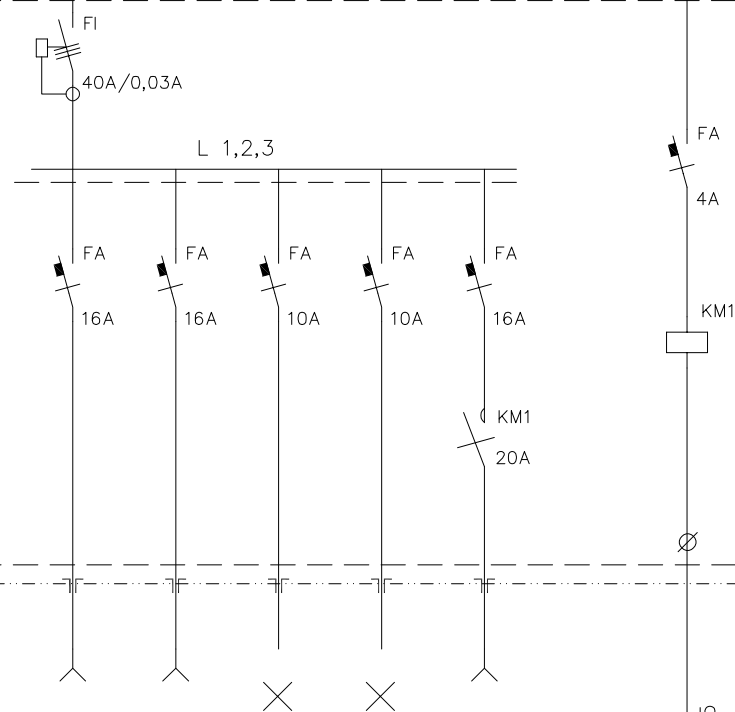 FI
40A/0,03A
L 1,2,3
FA
4A
FA FA FA FA FA
16A 16A 10A 10A 16A
KM1
KM1
20A